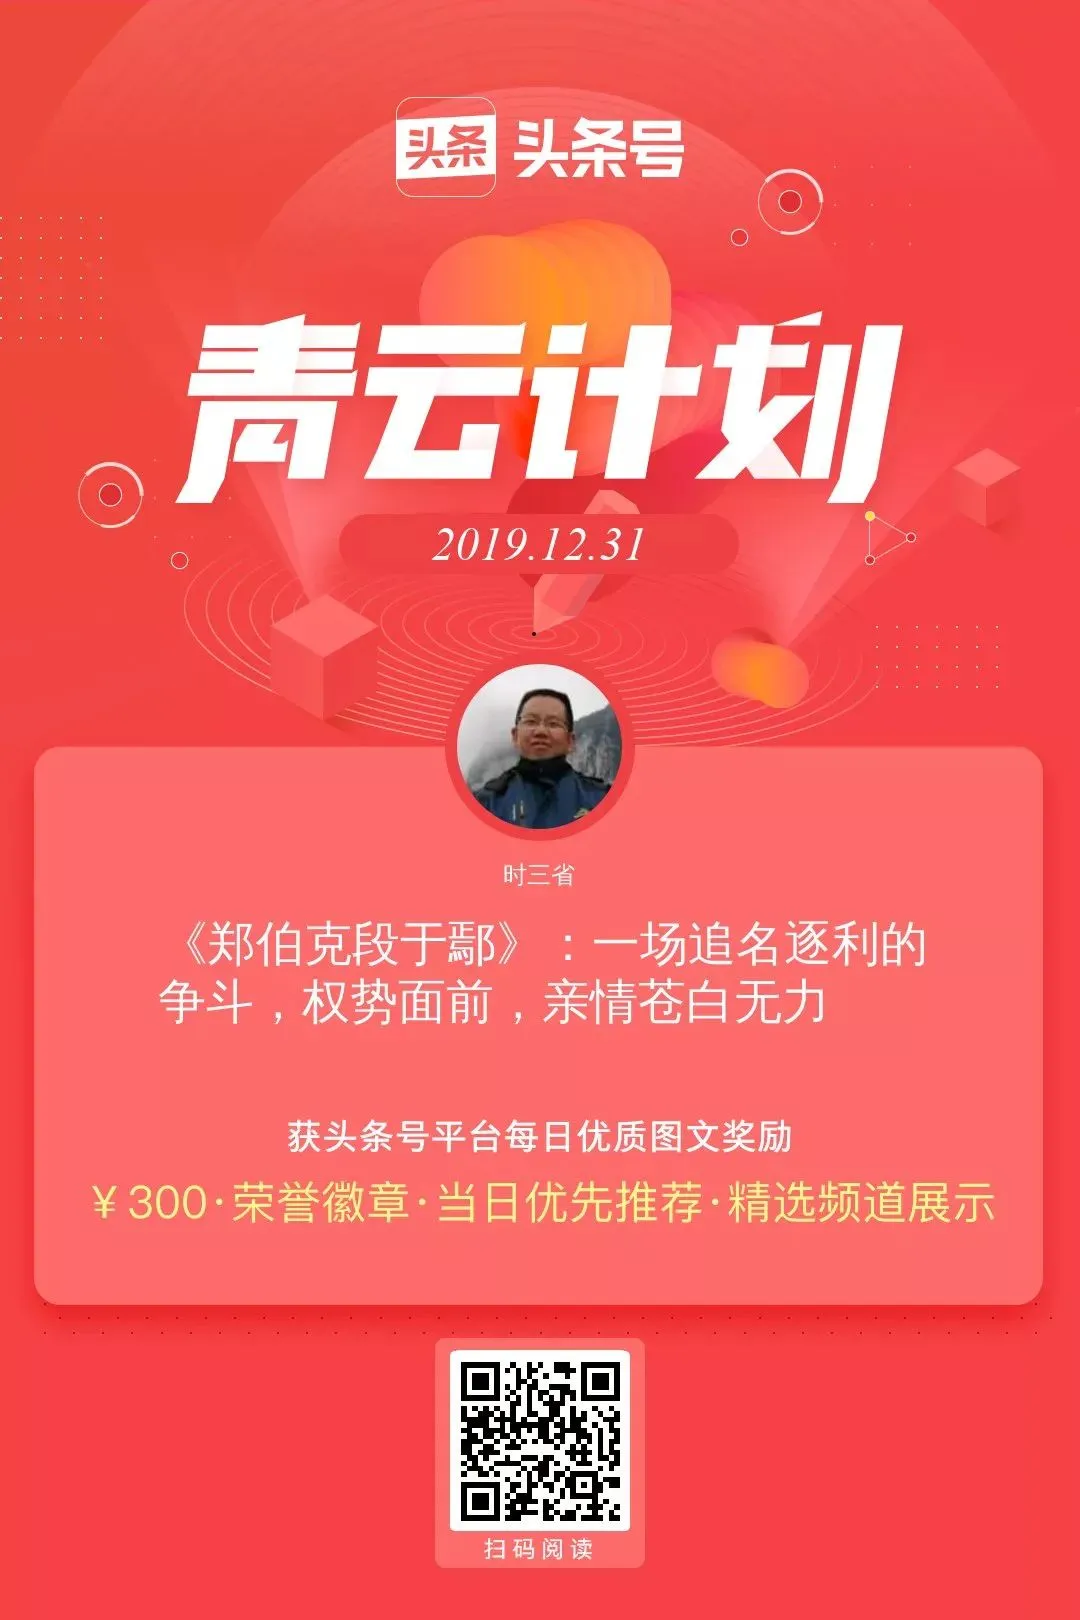 头条 头条号
青云计划
2019.12.31
时三省
《郑伯克段于鄢》：一场追名逐利的
争斗，权势面前，亲情苍白无力
获头条号平台每日优质图文奖励
￥300·荣誉徽章·当日优先推荐·精选频道展示
扫码阅读